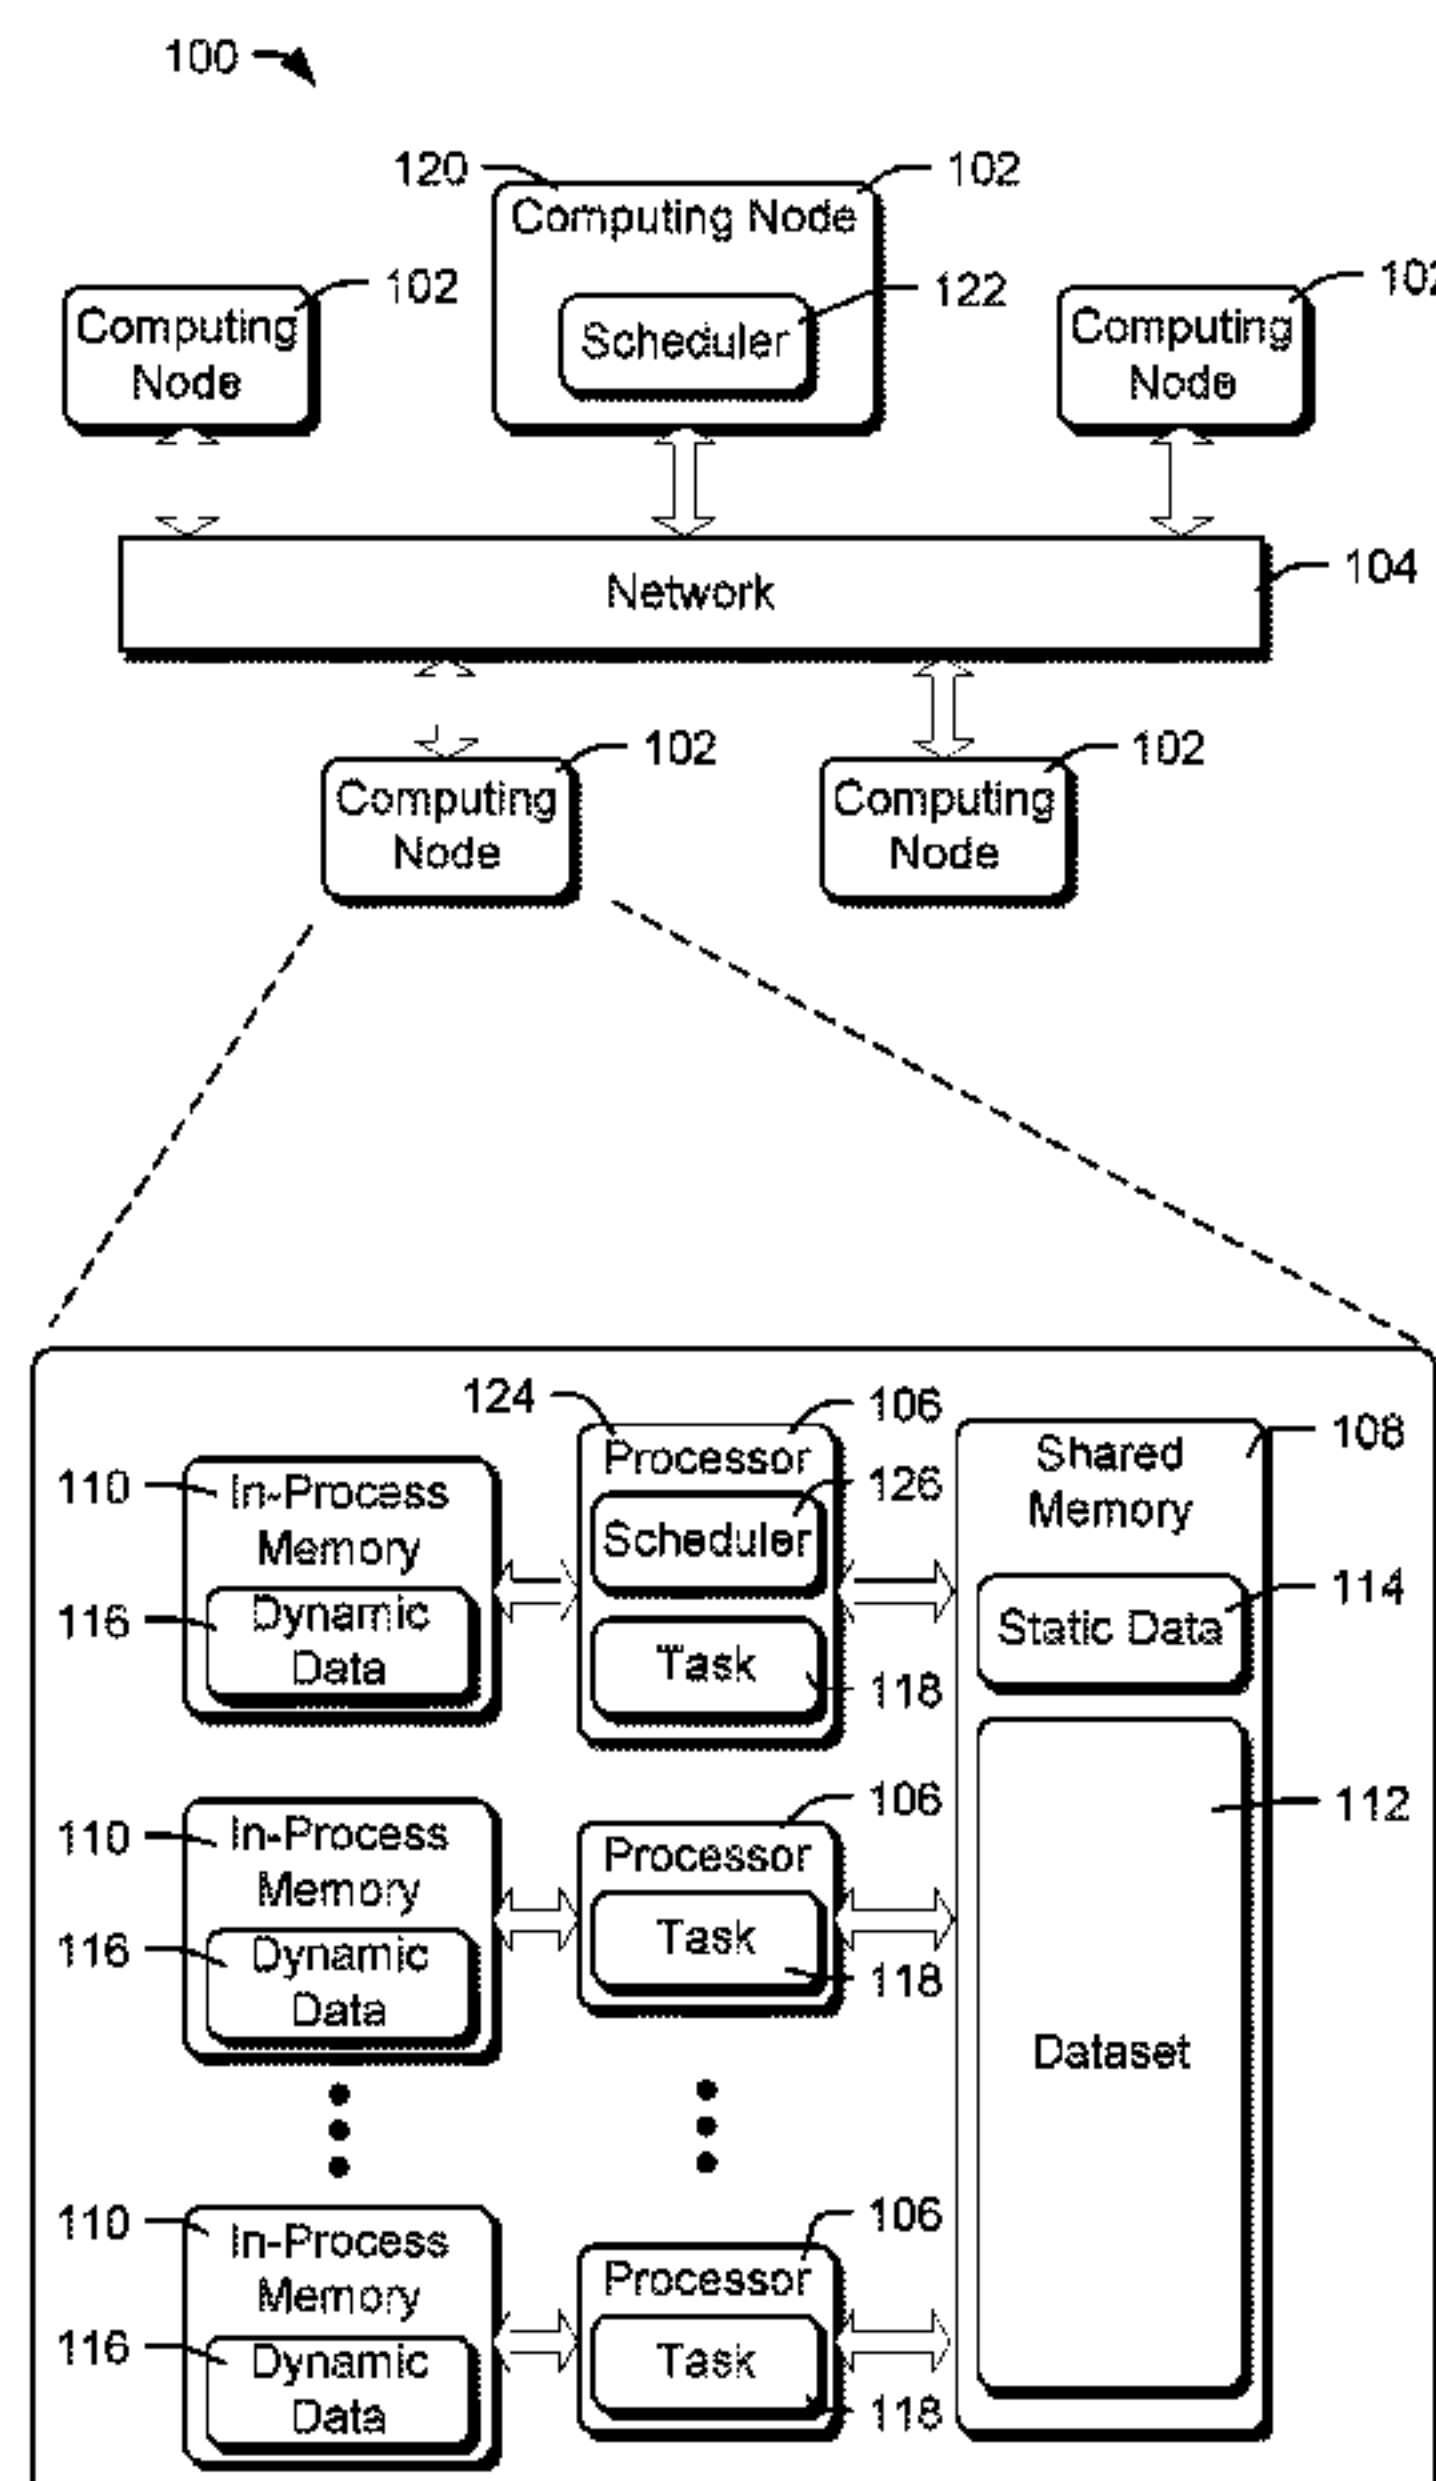 100
120
102
Computing Node
102
122
102
Computing
Node
Scheduler
Computing
Node
Network
104
102
102
Computing
Node
Computing
Node
124
106
108
Processor
Shared
Memory
110
In-Process
Memory
126
Scheduler
114
Static Data
116
Dynamic
Data
Task
118
106
112
110
In-Process
Memory
Processor
Task
118
116
Dynamic
Data
Dataset
106
110
In-Process
Memory
Processor
Task
118
116
Dynamic
Data